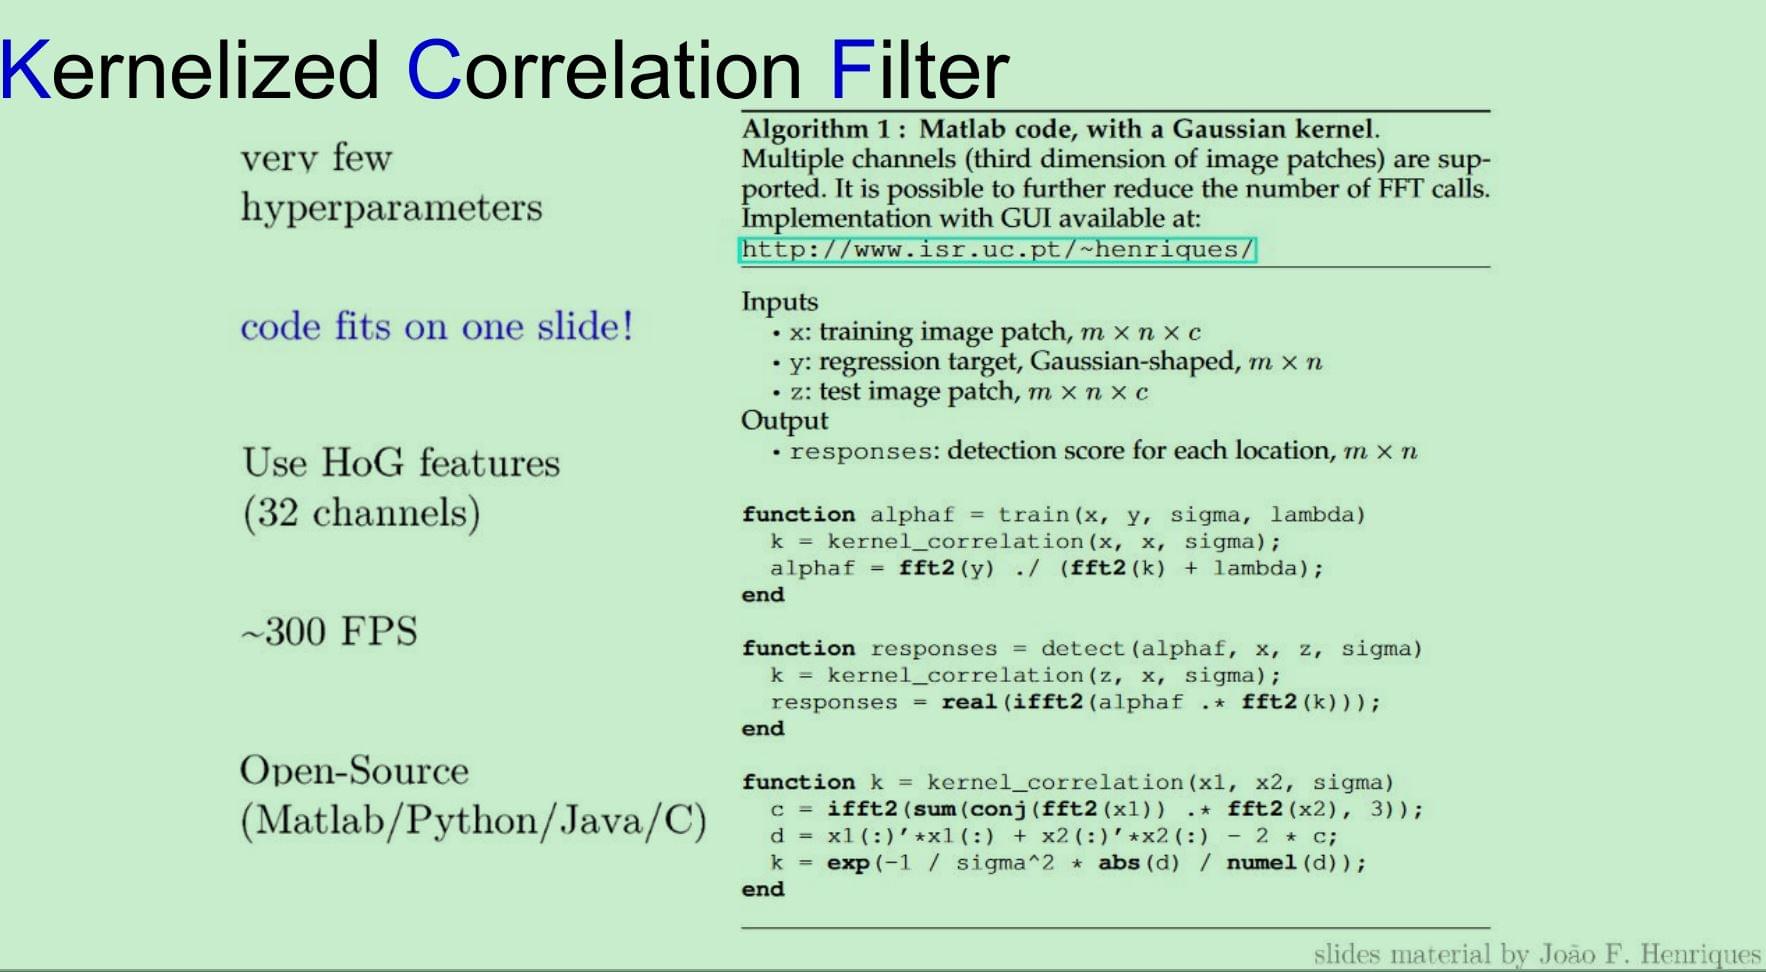 Kernelized Correlation Filter
very few
hyperparameters
code fits on one slide!
Use HoG features
(32 channels)
~300 FPS
Open-Source
(Matlab/Python/Java/C)
Algorithm 1 : Matlab code, with a Gaussian kernel.
Multiple channels (third dimension of image patches) are sup-
ported. It is possible to further reduce the number of FFT calls.
Implementation with GUI available at:
http://www.isr.uc.pt/~henriques/
Inputs
• x: training image patch, m × n × c
• y: regression target, Gaussian-shaped, m × n
• z: test image patch, m × n × c
Output
• responses: detection score for each location, m × n
function alphaf = train(x, y, sigma, lambda)
k = kernel_correlation(x, x, sigma);
alphaf = fft2(y) ./ (fft2(k) + lambda);
end
function responses = detect(alphaf, x, z, sigma)
k = kernel_correlation(z, x, sigma);
responses = real(ifft2(alphaf .* fft2(k)));
end
function k = kernel_correlation(x1, x2, sigma)
c = ifft2(sum(conj(fft2(x1)) .* fft2(x2), 3));
d = x1(:)'*x1(:) + x2(:)'*x2(:) - 2 * c;
k = exp(-1 / sigma^2 * abs(d) / numel(d));
end
slides material by João F. Henriques